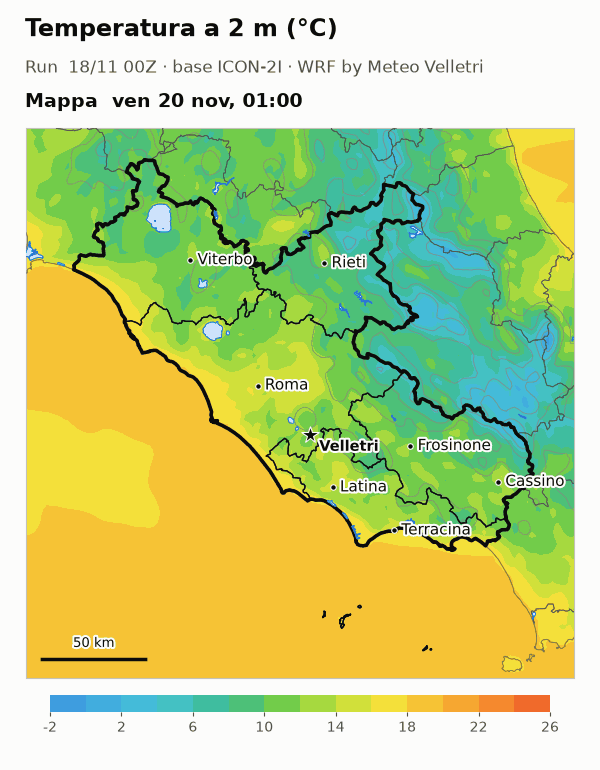 Temperatura a 2 m (°C)
Run  18/11 00Z · base ICON-2I · WRF by Meteo Velletri
Mappa  ven 20 nov, 01:00
Viterbo
Rieti
Roma
Velletri
Frosinone
Cassino
Latina
Terracina
50 km
-2 2 6 10 14 18 22 26